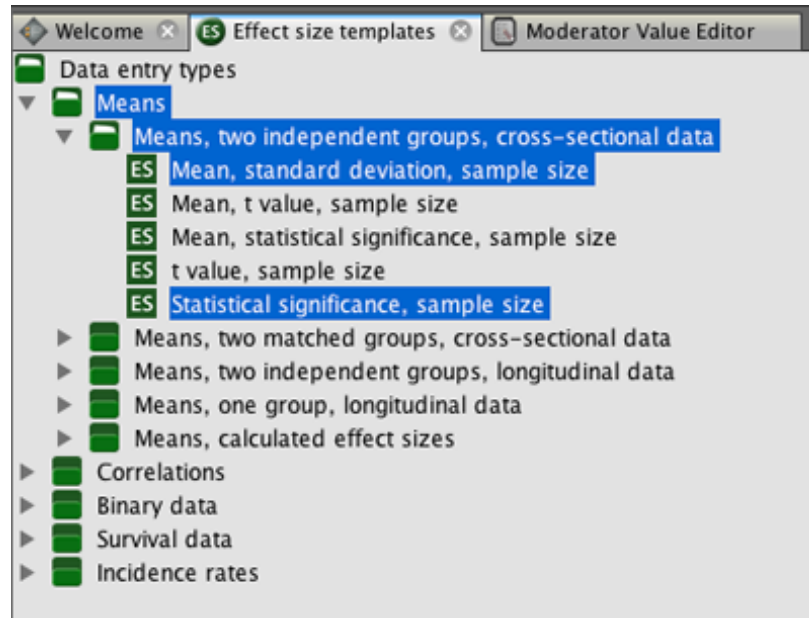 Welcome ES Effect size templates Moderator Value Editor
Data entry types
Means
Means, two independent groups, cross-sectional data
ES Mean, standard deviation, sample size
ES Mean, t value, sample size
ES Mean, statistical significance, sample size
ES t value, sample size
ES Statistical significance, sample size
Means, two matched groups, cross-sectional data
Means, two independent groups, longitudinal data
Means, one group, longitudinal data
Means, calculated effect sizes
Correlations
Binary data
Survival data
Incidence rates